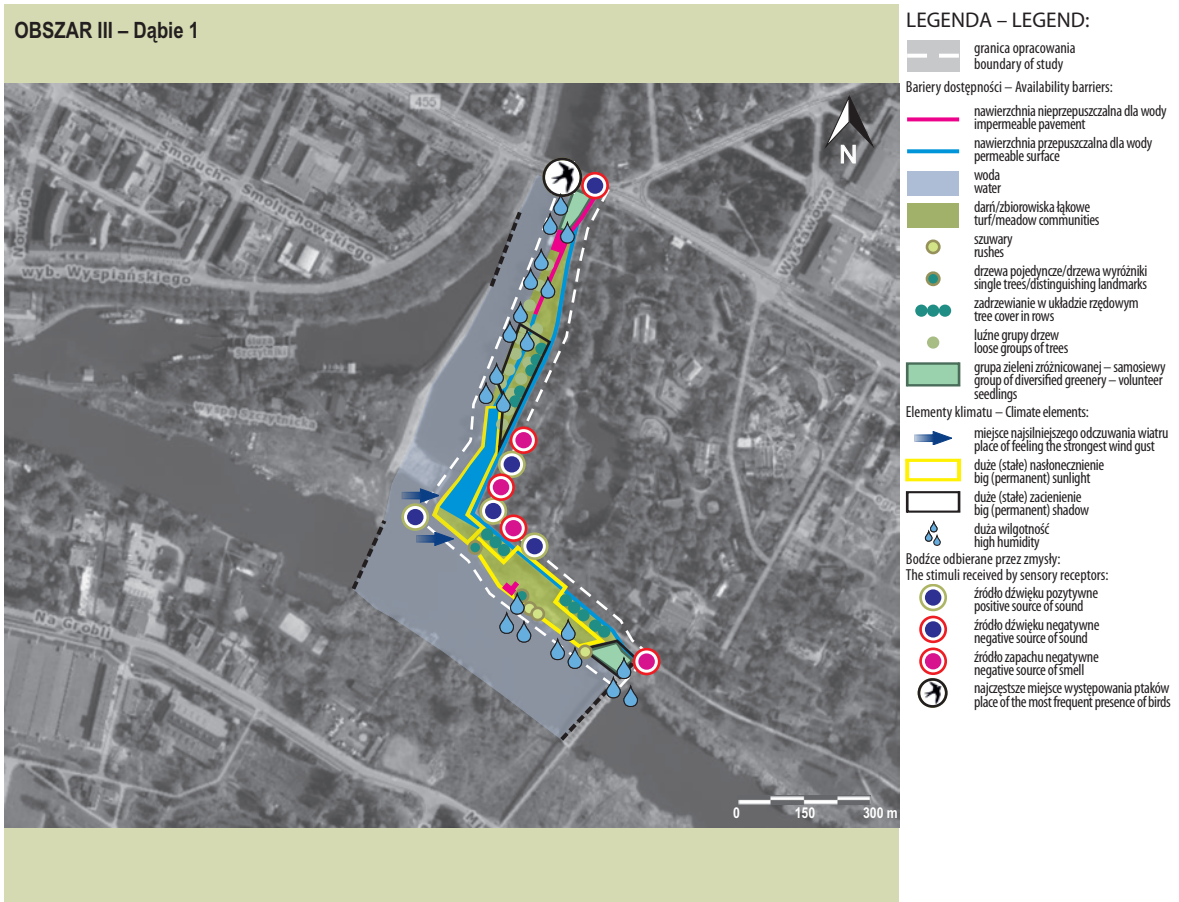 OBSZAR III – Dąbie 1
455
Smoluchowskiego
Norwida
wyb. Wyspiańskiego
Wystawowa
N
wyspa Szczytnicka
Na Grobli
0 150 300 m
LEGENDA – LEGEND:
granica opracowania
boundary of study
Bariery dostępności – Availability barriers:
nawierzchnia nieprzepuszczalna dla wody
impermeable pavement
nawierzchnia przepuszczalna dla wody
permeable surface
woda
water
darń/zbiorowiska łąkowe
turf/meadow communities
szuwary
rushes
drzewa pojedyncze/drzewa wyróżniki
single trees/distinguishing landmarks
zadrzewianie w układzie rzędowym
tree cover in rows
luźne grupy drzew
loose groups of trees
grupa zieleni zróżnicowanej – samosiewy
group of diversified greenery – volunteer
seedlings
Elementy klimatu – Climate elements:
miejsce najsilniejszego odczuwania wiatru
place of feeling the strongest wind gust
duże (stałe) nasłonecznienie
big (permanent) sunlight
duże (stałe) zacienienie
big (permanent) shadow
duża wilgotność
high humidity
Bodźce odbierane przez zmysły:
The stimuli received by sensory receptors:
źródło dźwięku pozytywne
positive source of sound
źródło dźwięku negatywne
negative source of sound
źródło zapachu negatywne
negative source of smell
najczęstsze miejsce występowania ptaków
place of the most frequent presence of birds